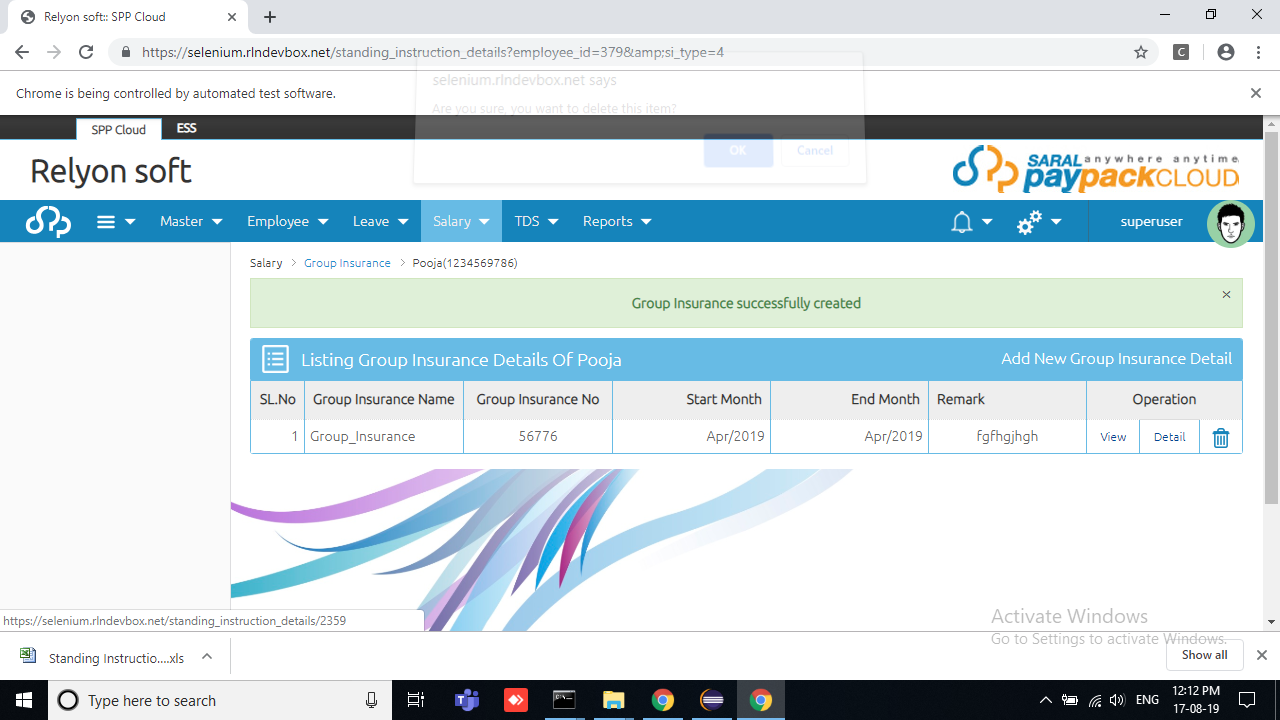 Relyon soft:: SPP Cloud
https://selenium.rlndevbox.net/standing_instruction_details?employee_id=379&amp;si_type=4
selenium.rlndevbox.net says
Chrome is being controlled by automated test software.
Are you sure, you want to delete this item?
OK Cancel
SPP Cloud ESS
Relyon soft
SARAL anywhere anytime
paypackCLOUD
Master Employee Leave Salary TDS Reports superuser
Salary > Group Insurance > Pooja(1234569786)
Group Insurance successfully created
Listing Group Insurance Details Of Pooja Add New Group Insurance Detail
SL.No Group Insurance Name Group Insurance No Start Month End Month Remark Operation
1 Group_Insurance 56776 Apr/2019 Apr/2019 fgfhgjhgh View Detail
https://selenium.rlndevbox.net/standing_instruction_details/2359
Activate Windows
Go to Settings to activate Windows.
Standing Instructio....xls Show all
Type here to search ENG 12:12 PM
17-08-19